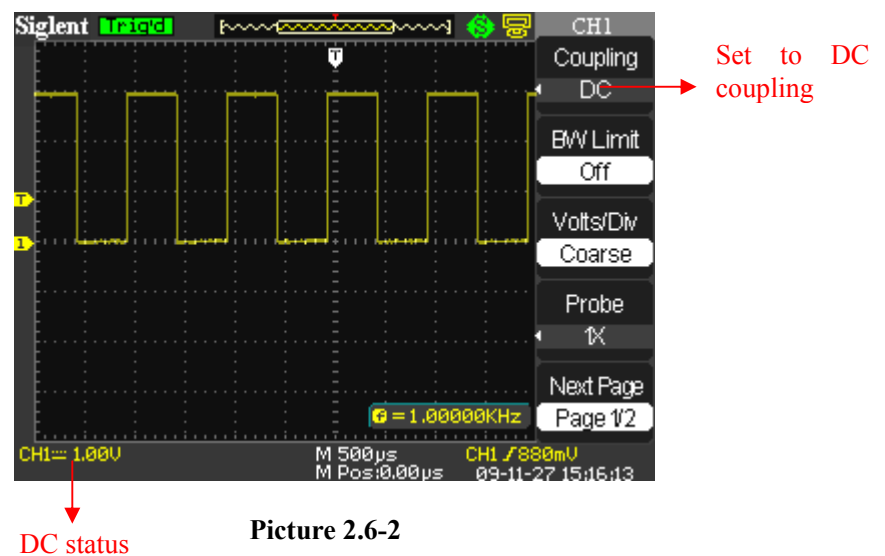 Siglent Trig'd CH1
T
Coupling
DC
Set to DC
coupling
BW Limit
Off
T
Volts/Div
Coarse
1
Probe
1X
Next Page
Page 1/2
f = 1.00000KHz
CH1 1.00V M 500µs CH1 880mV
M Pos:0.00µs 09-11-27 15:16:13
DC status
Picture 2.6-2